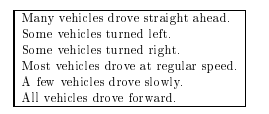 Many vehicles drove straight ahead.
Some vehicles turned left.
Some vehicles turned right.
Most vehicles drove at regular speed.
A few vehicles drove slowly.
All vehicles drove forward.